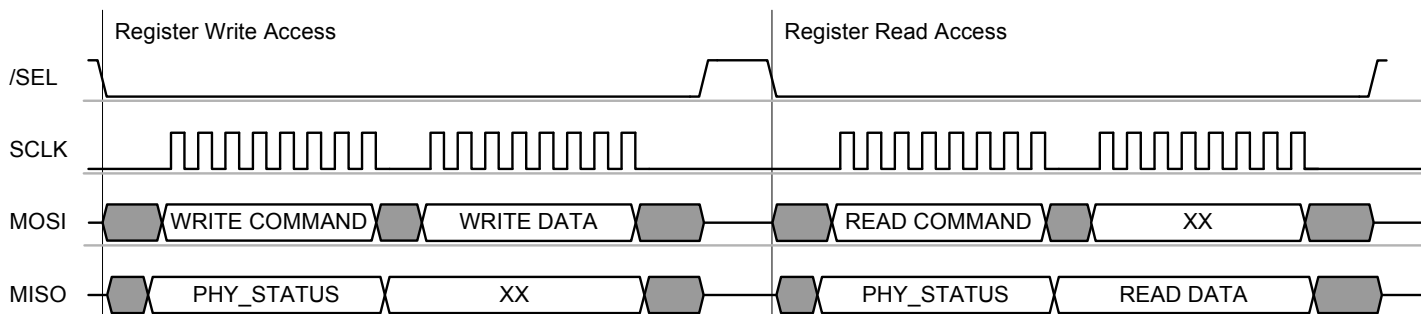 Register Write Access Register Read Access
/SEL
SCLK
MOSI WRITE COMMAND WRITE DATA READ COMMAND XX
MISO PHY_STATUS XX PHY_STATUS READ DATA